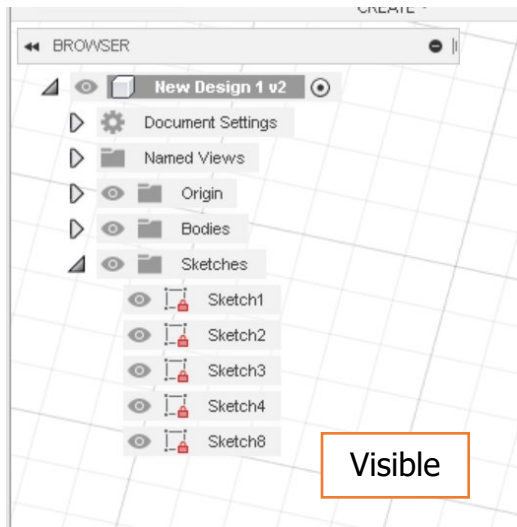 CREATE
BROWSER
New Design 1 v2
Document Settings
Named Views
Origin
Bodies
Sketches
Sketch1
Sketch2
Sketch3
Sketch4
Sketch8
Visible